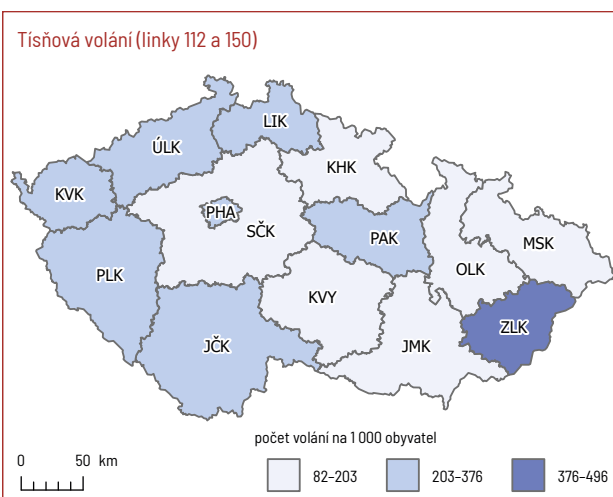 Tísňová volání (linky 112 a 150)
LIK
ÚLK
KHK
KVK
PHA
SČK
PAK
MSK
OLK
PLK
KVY
ZLK
JČK
JMK
počet volání na 1 000 obyvatel
0 50 km
82–203 203–376 376–496